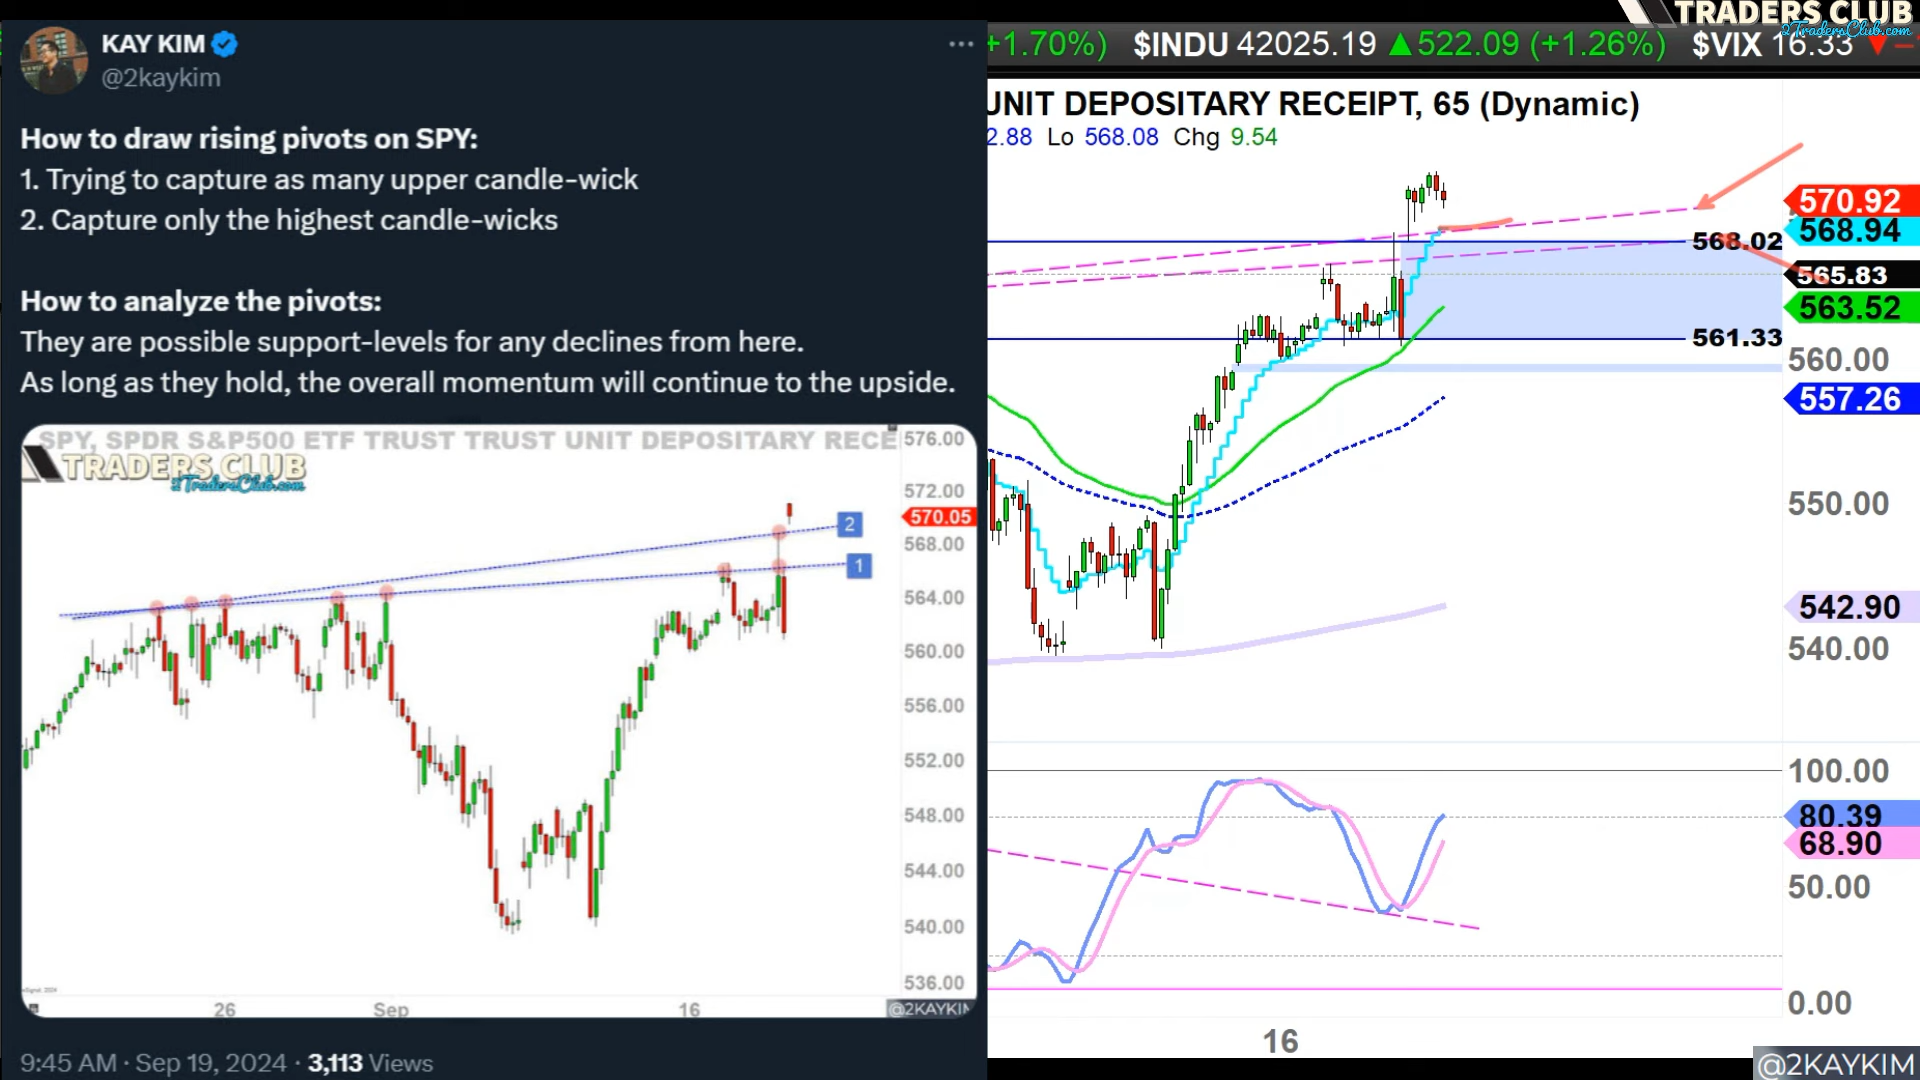 TRADERS CLUB
2TradersClub.com
+1.70%) $INDU 42025.19 ▲522.09 (+1.26%) $VIX 16.33 ▼
KAY KIM
@2kaykim
How to draw rising pivots on SPY:
1. Trying to capture as many upper candle-wick
2. Capture only the highest candle-wicks
How to analyze the pivots:
They are possible support-levels for any declines from here.
As long as they hold, the overall momentum will continue to the upside.
SPY, SPDR S&P500 ETF TRUST TRUST UNIT DEPOSITARY RECE
TRADERS CLUB
2TradersClub.com
576.00
572.00
570.05
568.00
564.00
560.00
556.00
552.00
548.00
544.00
540.00
536.00
2
1
26 Sep 16
@2KAYKIM
9:45 AM · Sep 19, 2024 · 3,113 Views
UNIT DEPOSITARY RECEIPT, 65 (Dynamic)
2.88 Lo 568.08 Chg 9.54
570.92
568.94
568.02
565.83
563.52
561.33
560.00
557.26
550.00
542.90
540.00
100.00
80.39
68.90
50.00
0.00
16
@2KAYKIM